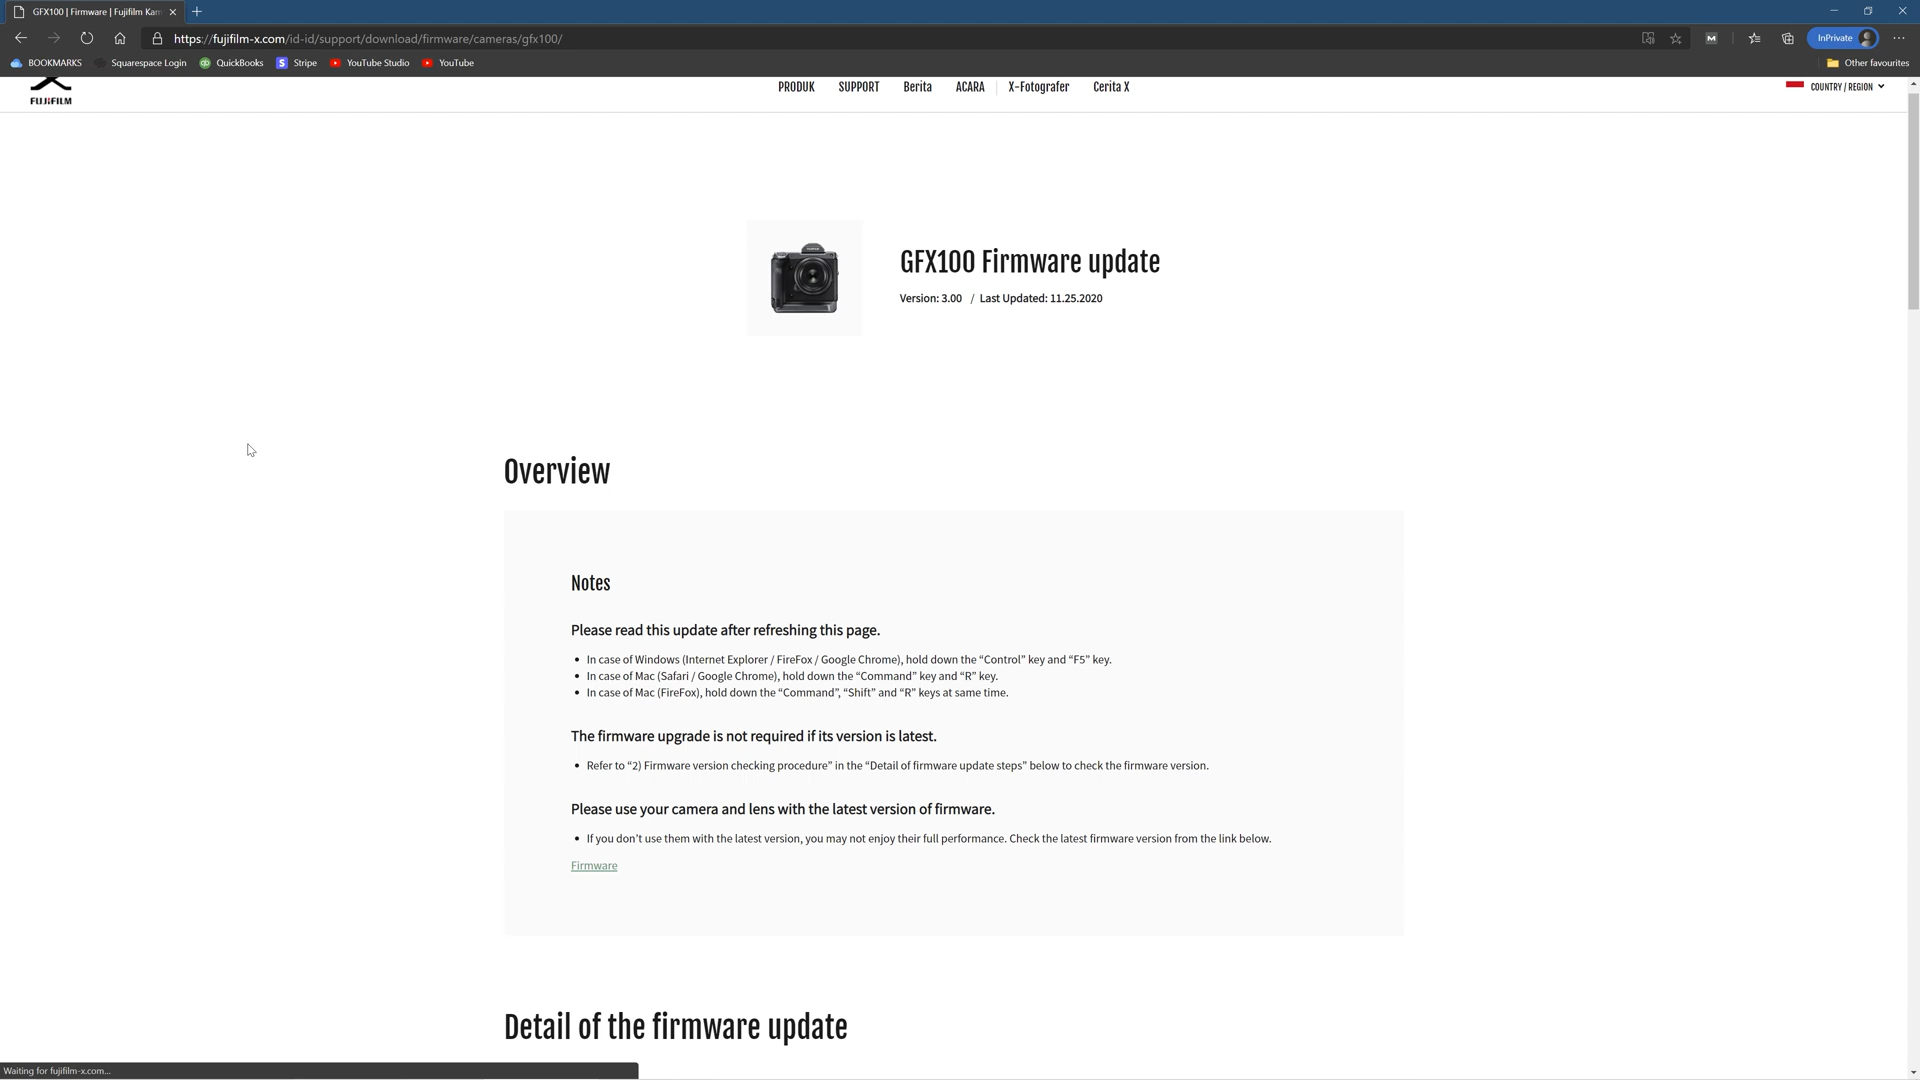 GFX100 | Firmware | Fujifilm Kam
https://fujifilm-x.com/id-id/support/download/firmware/cameras/gfx100/
InPrivate
BOOKMARKS
Squarespace Login
qb QuickBooks
S Stripe
YouTube Studio
YouTube
Other favourites
FUJIFILM
PRODUK
SUPPORT
Berita
ACARA
X-Fotografer
Cerita X
COUNTRY / REGION
GFX100 Firmware update
Version: 3.00 / Last Updated: 11.25.2020
Overview
Notes
Please read this update after refreshing this page.
• In case of Windows (Internet Explorer / FireFox / Google Chrome), hold down the “Control” key and “F5” key.
• In case of Mac (Safari / Google Chrome), hold down the “Command” key and “R” key.
• In case of Mac (FireFox), hold down the “Command”, “Shift” and “R” keys at same time.
The firmware upgrade is not required if its version is latest.
• Refer to “2) Firmware version checking procedure” in the “Detail of firmware update steps” below to check the firmware version.
Please use your camera and lens with the latest version of firmware.
• If you don’t use them with the latest version, you may not enjoy their full performance. Check the latest firmware version from the link below.
Firmware
Detail of the firmware update
Waiting for fujifilm-x.com...